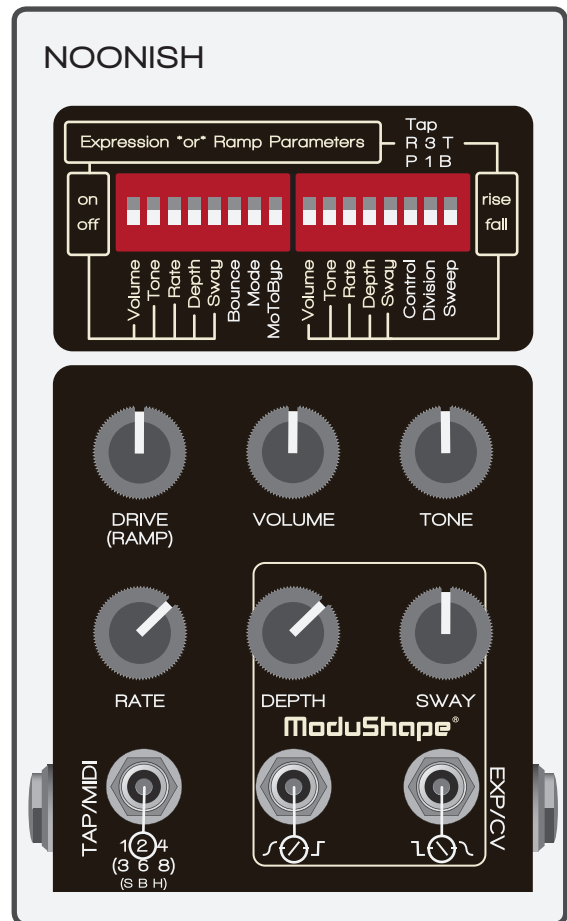 NOONISH
Tap
Expression "or" Ramp Parameters
R 3 T
P 1 B
on
off
rise
fall
Volume
Tone
Rate
Depth
Sway
Bounce
Mode
MoToByp
Volume
Tone
Rate
Depth
Sway
Control
Division
Sweep
DRIVE
(RAMP)
VOLUME
TONE
RATE
DEPTH
SWAY
ModuShape®
TAP/MIDI
EXP/CV
1 2 4
(3 6 8)
(S B H)